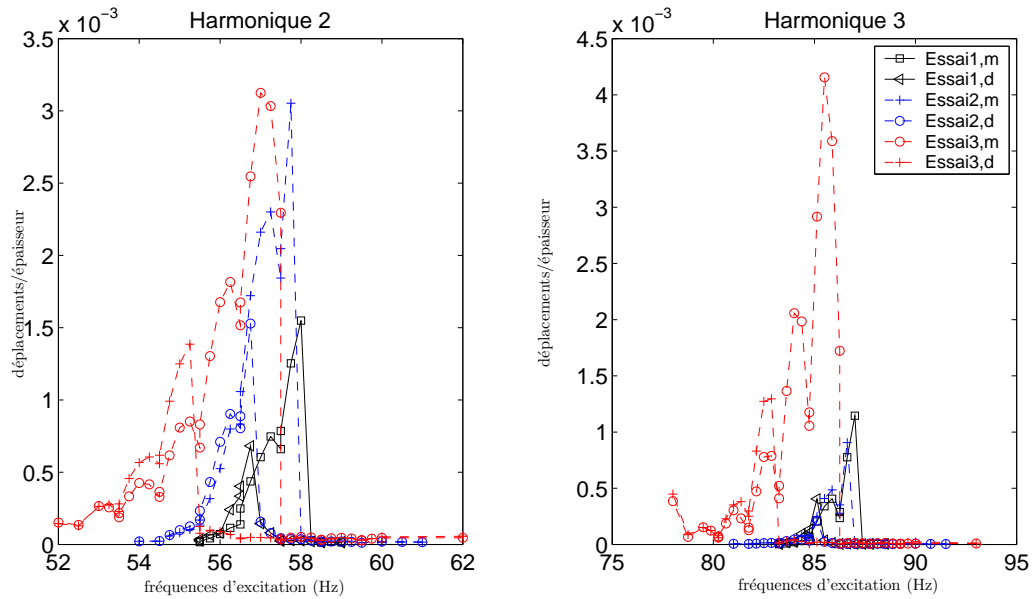 Harmonique 2
x 10⁻³
3.5
3
2.5
2
1.5
1
0.5
0
52
54
56
58
60
62
déplacements/épaisseur
fréquences d'excitation (Hz)
Harmonique 3
x 10⁻³
4.5
4
3.5
3
2.5
2
1.5
1
0.5
0
75
80
85
90
95
déplacements/épaisseur
fréquences d'excitation (Hz)
Essai1,m
Essai1,d
Essai2,m
Essai2,d
Essai3,m
Essai3,d